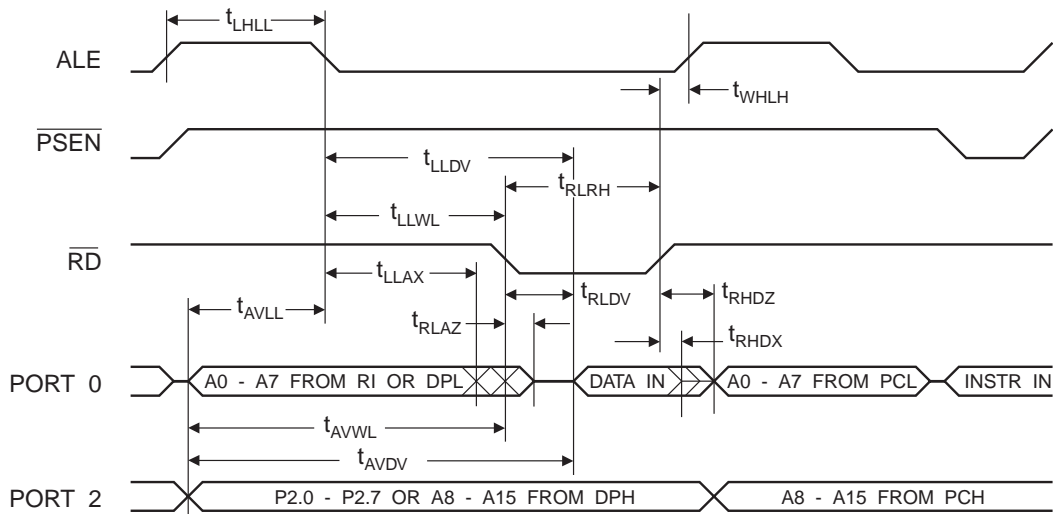 tLHLL
ALE
tWHLH
PSEN
tLLDV
tRLRH
tLLWL
RD
tLLAX
tRLDV
tRHDZ
tAVLL
tRLAZ
tRHDX
PORT 0
A0 - A7 FROM RI OR DPL
DATA IN
A0 - A7 FROM PCL
INSTR IN
tAVWL
tAVDV
PORT 2
P2.0 - P2.7 OR A8 - A15 FROM DPH
A8 - A15 FROM PCH